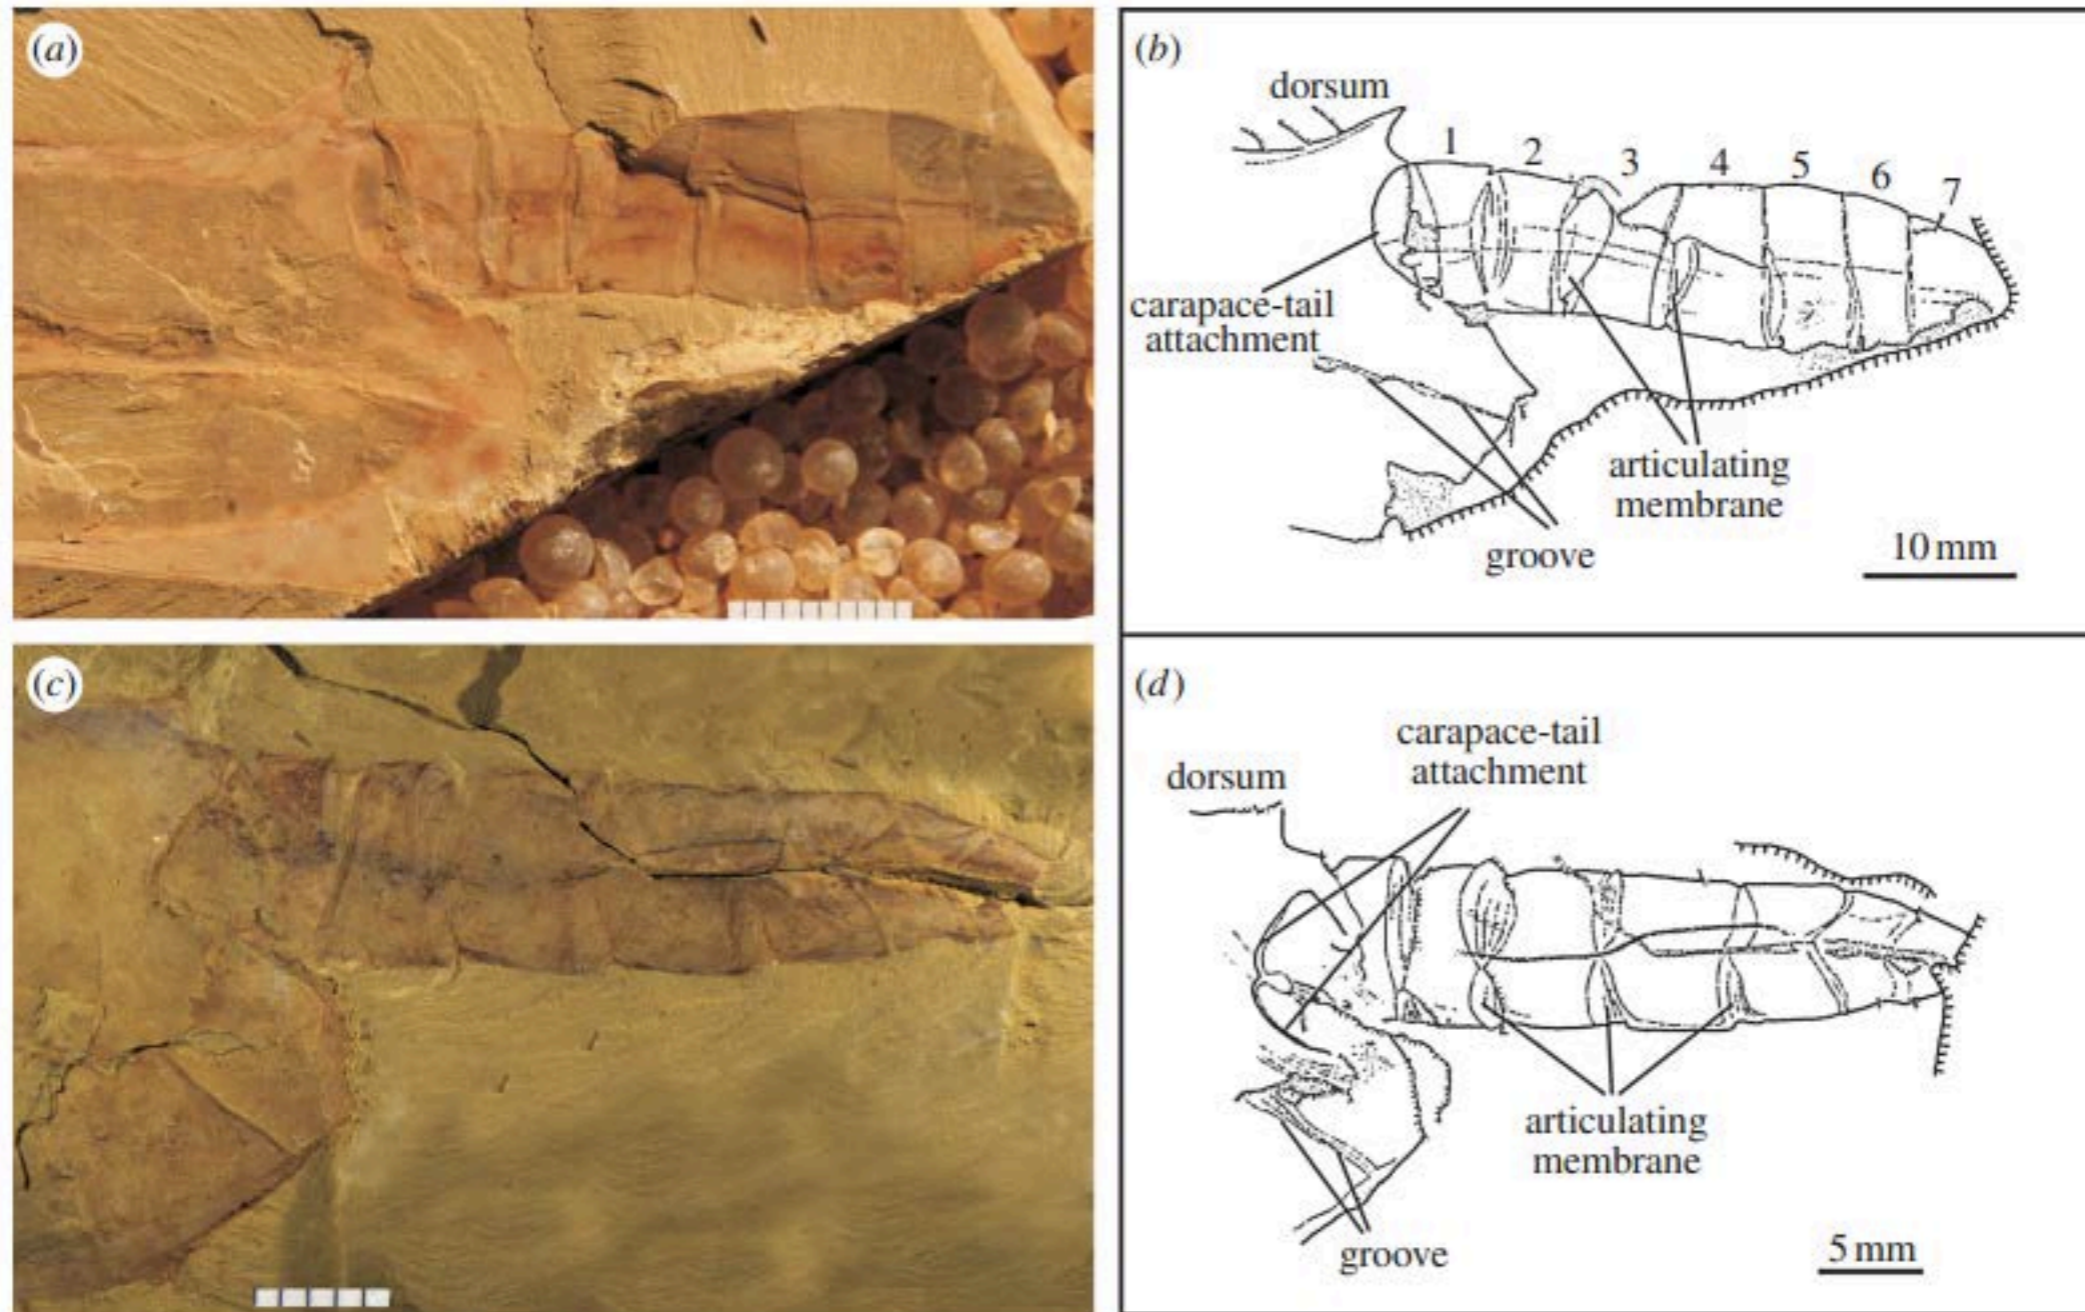 (a)
(b)
dorsum
1 2 3 4 5 6 7
carapace-tail
attachment
articulating
membrane
groove
10 mm
(c)
(d)
carapace-tail
attachment
dorsum
articulating
membrane
groove
5 mm